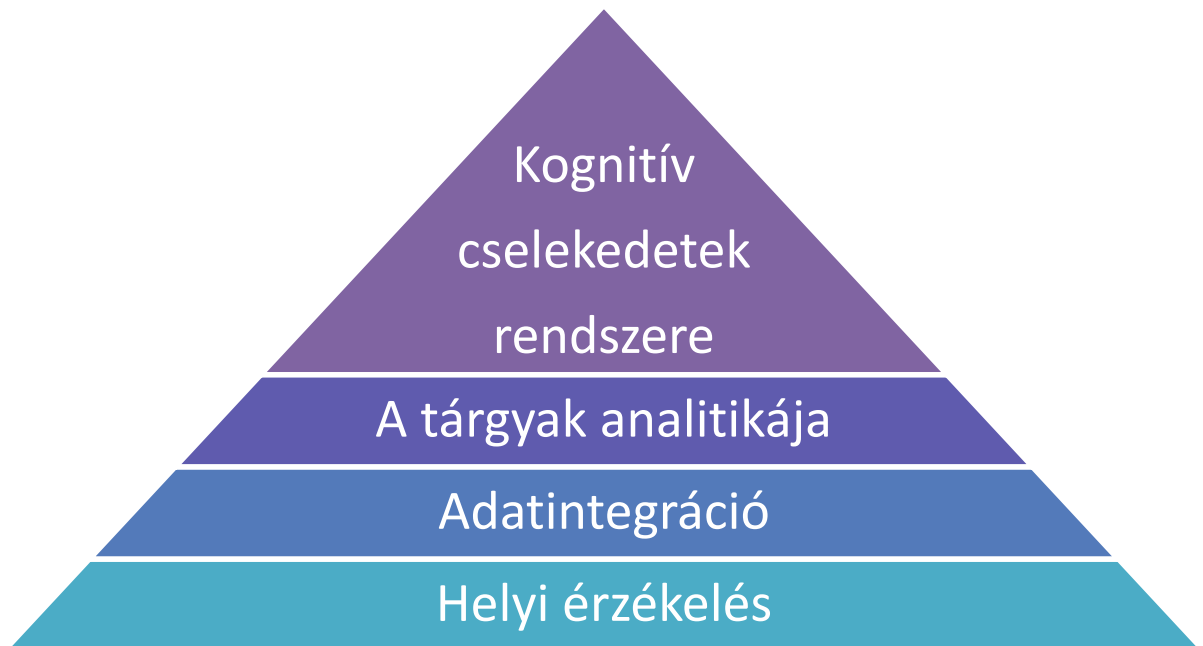 Kognitív
cselekedetek
rendszere
A tárgyak analitikája
Adatintegráció
Helyi érzékelés